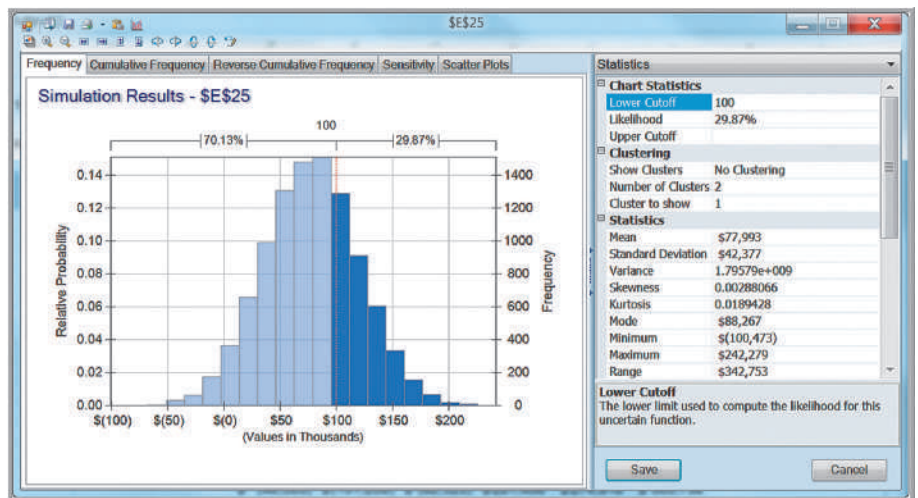 $E$25
Frequency Cumulative Frequency Reverse Cumulative Frequency Sensitivity Scatter Plots
Simulation Results - $E$25
100
70.13% 29.87%
Relative Probability
0.14
0.12
0.10
0.08
0.06
0.04
0.02
0.00
1400
1200
1000
800
600
400
200
0
Frequency
$(100) $(50) $(0) $50 $100 $150 $200
(Values in Thousands)
Statistics
Chart Statistics
Lower Cutoff 100
Likelihood 29.87%
Upper Cutoff
Clustering
Show Clusters No Clustering
Number of Clusters 2
Cluster to show 1
Statistics
Mean $77,993
Standard Deviation $42,377
Variance 1.79579e+009
Skewness 0.00288066
Kurtosis 0.0189428
Mode $88,267
Minimum $(100,473)
Maximum $242,279
Range $342,753
Lower Cutoff
The lower limit used to compute the likelihood for this
uncertain function.
Save Cancel